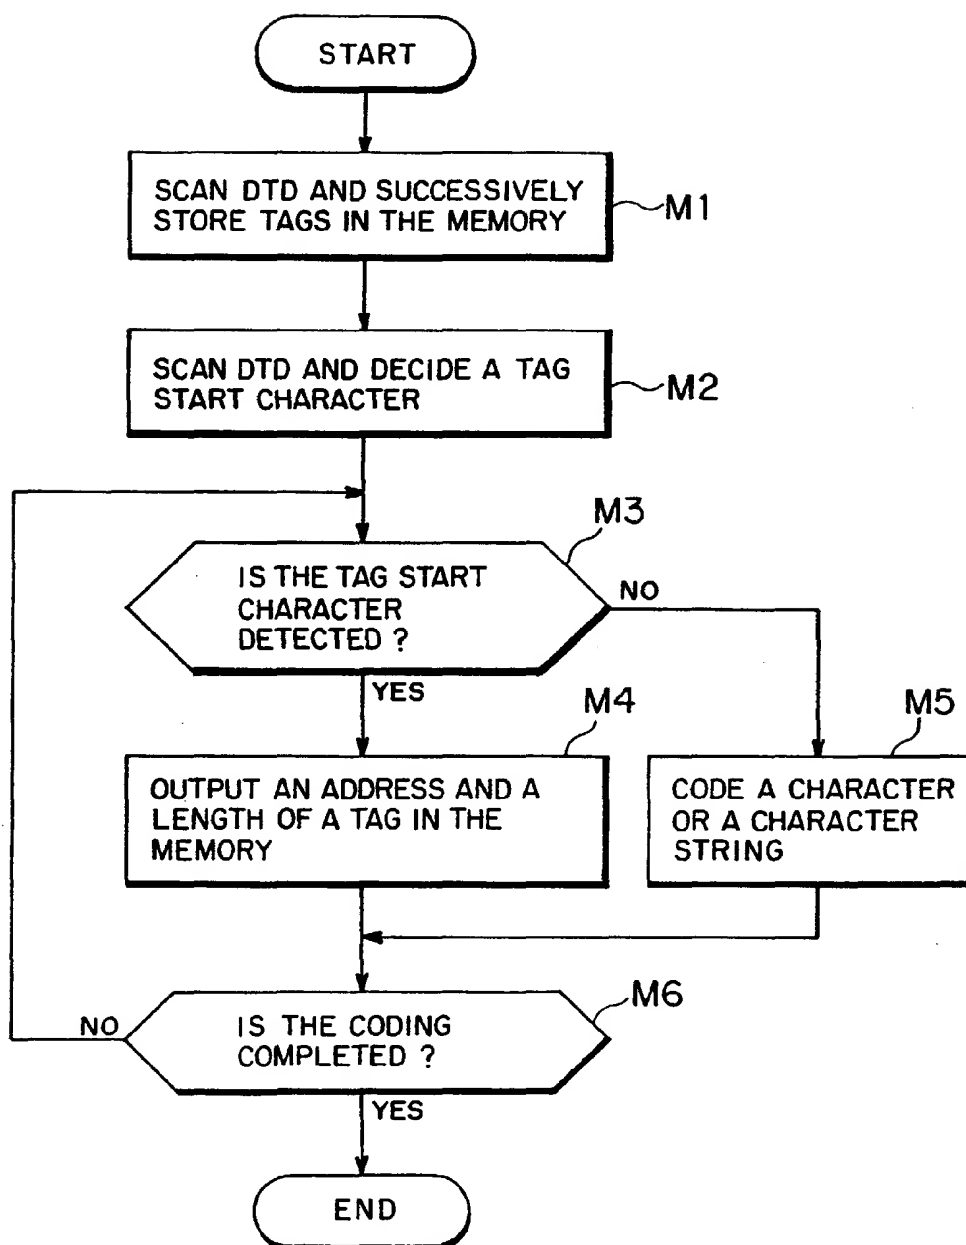 START
SCAN DTD AND SUCCESSIVELY
STORE TAGS IN THE MEMORY
M1
SCAN DTD AND DECIDE A TAG
START CHARACTER
M2
M3
IS THE TAG START
CHARACTER
DETECTED ?
NO
YES
M4
M5
OUTPUT AN ADDRESS AND A
LENGTH OF A TAG IN THE
MEMORY
CODE A CHARACTER
OR A CHARACTER
STRING
M6
NO
IS THE CODING
COMPLETED ?
YES
END